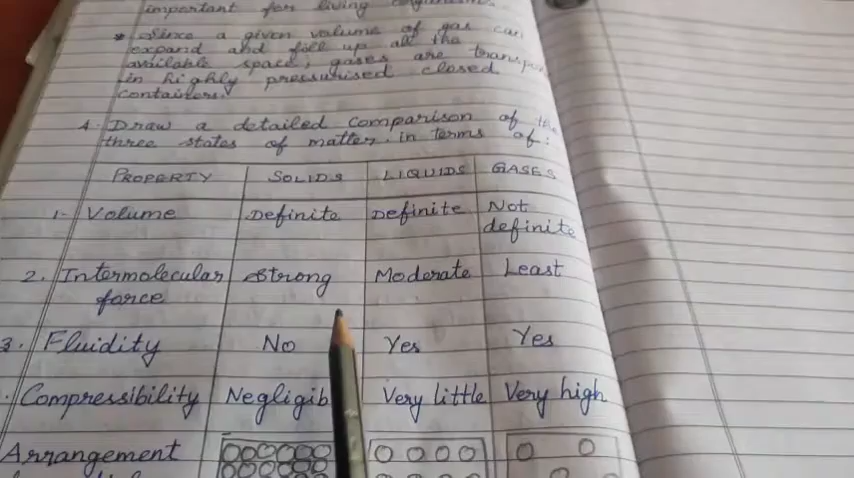 important for living
* Since a given volume of gas can
expand and fill up all the
available space, gases are
in highly pressurised closed
containers.
4. Draw a detailed comparison of the
three states of matter in terms of:
PROPERTY SOLIDS LIQUIDS GASES
1. Volume Definite Definite Not definite
2. Intermolecular force Strong Moderate Least
3. Fluidity No Yes Yes
Compressibility Very little Very high
Arrangement